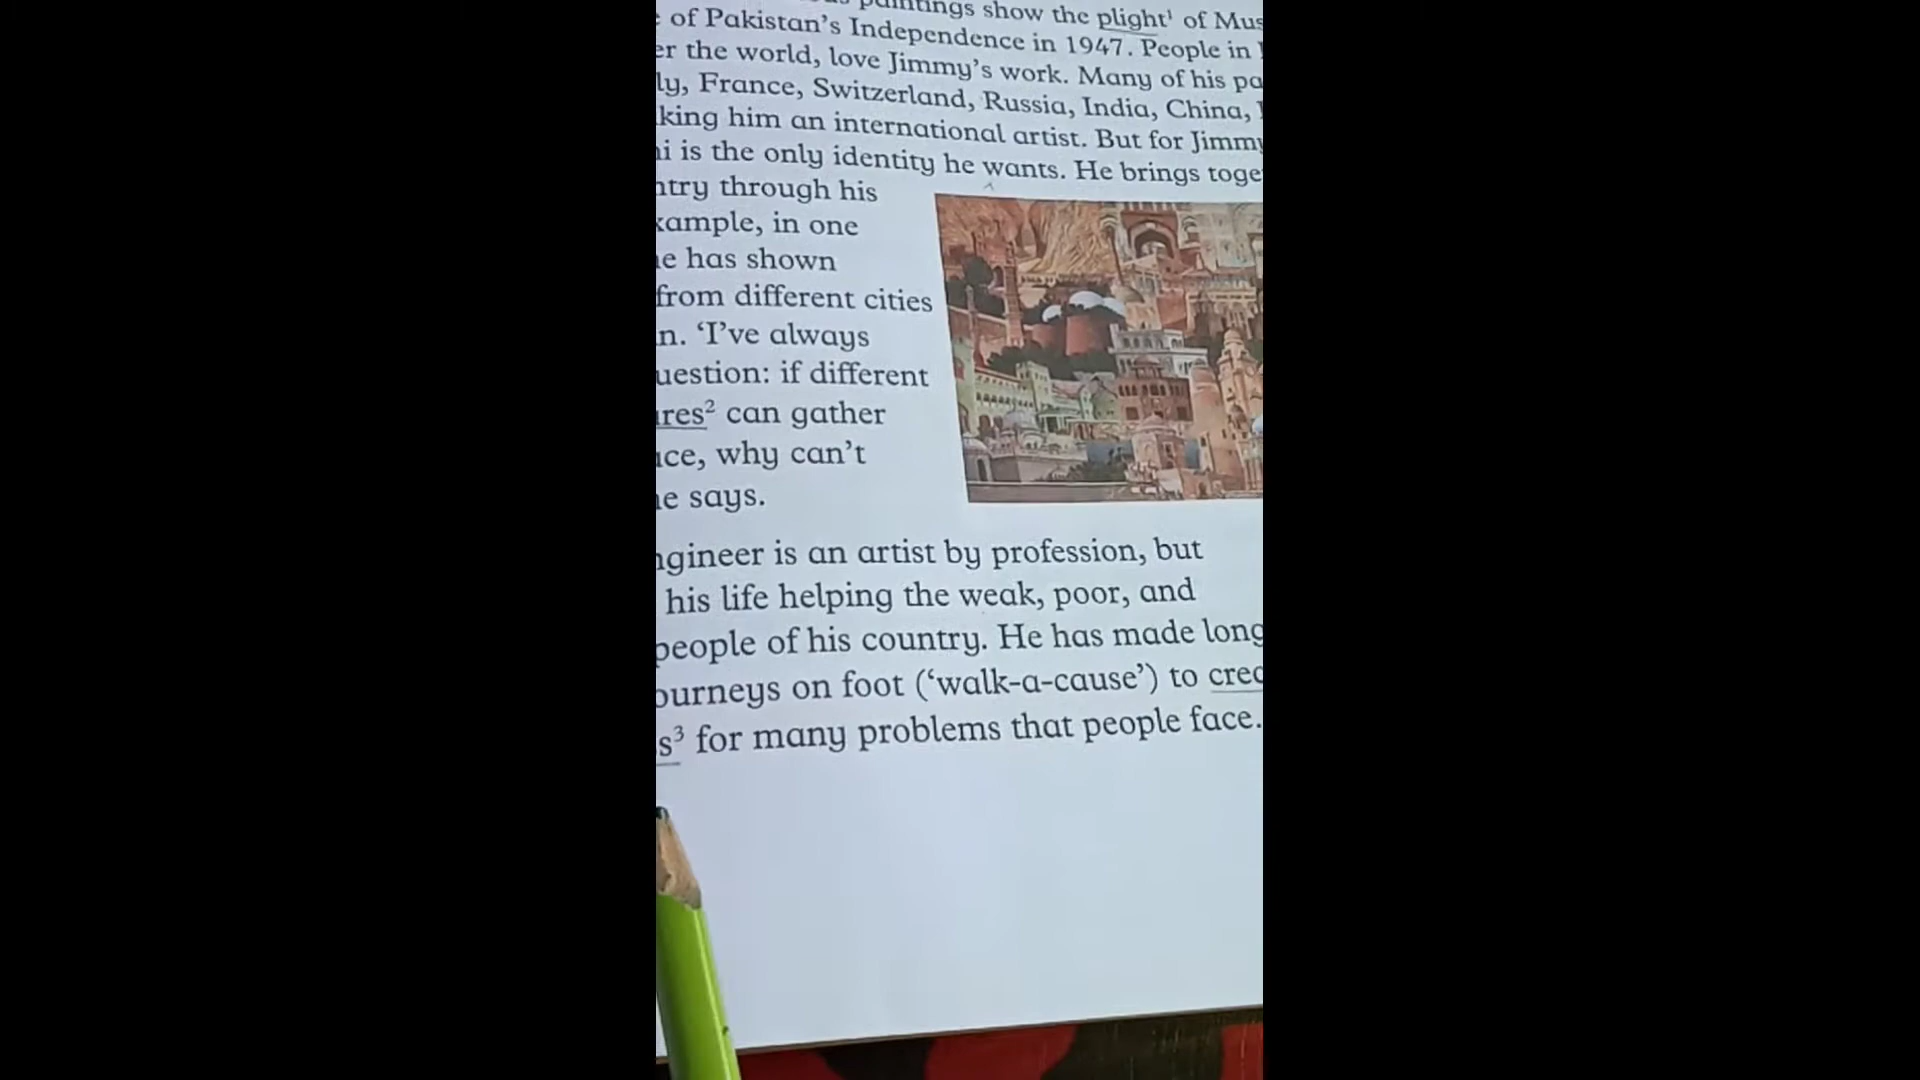 paintings show the plight¹ of Mus
of Pakistan's Independence in 1947. People in
er the world, love Jimmy's work. Many of his pa
ly, France, Switzerland, Russia, India, China,
king him an international artist. But for Jimmy
i is the only identity he wants. He brings toge
ntry through his
xample, in one
e has shown
from different cities
n. ‘I've always
uestion: if different
res² can gather
ce, why can't
e says.
gineer is an artist by profession, but
his life helping the weak, poor, and
people of his country. He has made long
ourneys on foot (‘walk-a-cause’) to crea
s³ for many problems that people face.